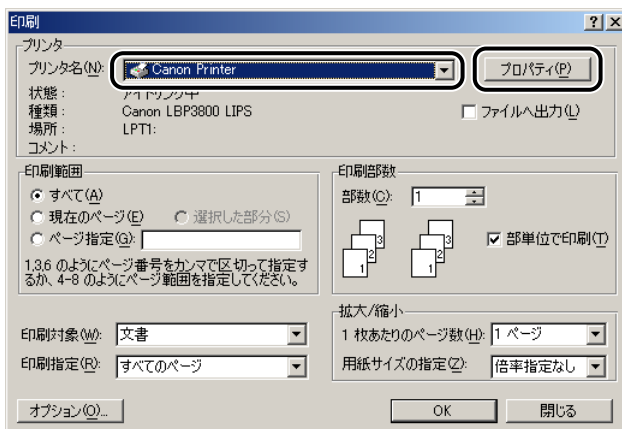 印刷
プリンタ
プリンタ名(N): Canon Printer プロパティ(P)
状態: アイドリング中
種類: Canon LBP3800 LIPS ファイルへ出力(L)
場所: LPT1:
コメント:
印刷範囲
すべて(A)
現在のページ(E) 選択した部分(S)
ページ指定(G):
1,3,6 のようにページ番号をカンマで区切って指定す
るか、4-8 のようにページ範囲を指定してください。
印刷部数
部数(C): 1
1 2 3 1 2 3
部単位で印刷(T)
印刷対象(W): 文書
印刷指定(R): すべてのページ
拡大/縮小
1 枚あたりのページ数(H): 1 ページ
用紙サイズの指定(Z): 倍率指定なし
オプション(O)... OK 閉じる